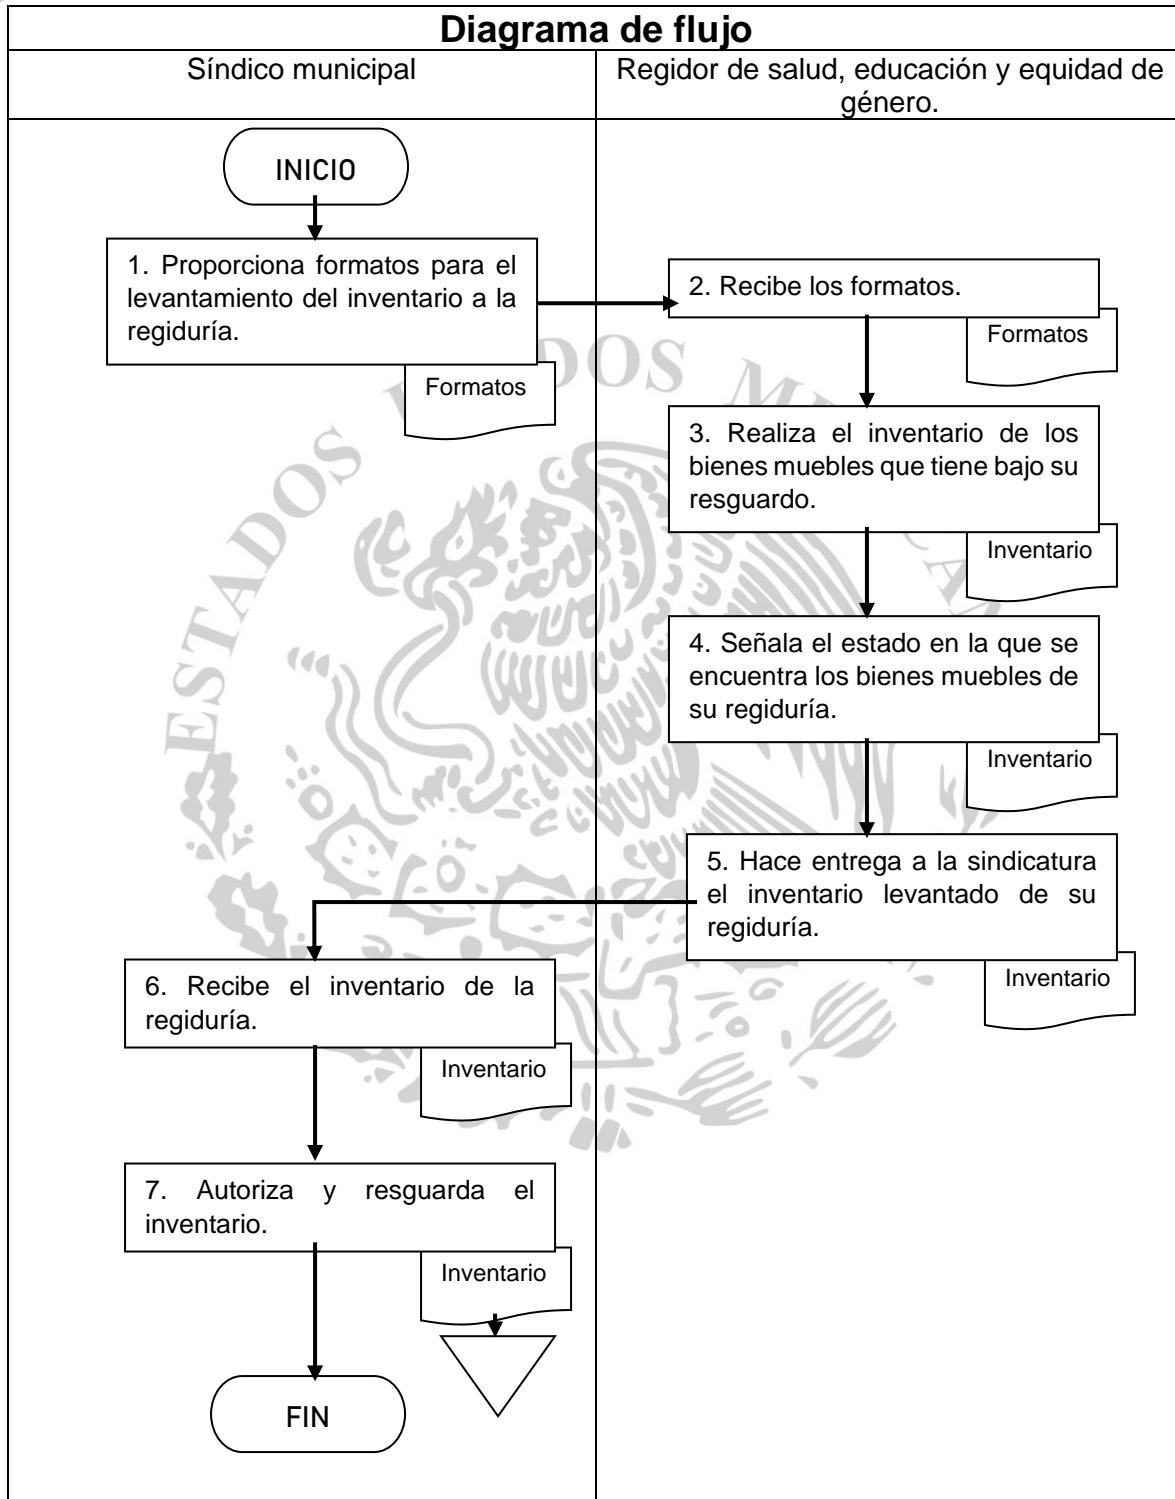 Diagrama de flujo
Síndico municipal
Regidor de salud, educación y equidad de
género.
INICIO
1. Proporciona formatos para el
levantamiento del inventario a la
regiduría.
Formatos
2. Recibe los formatos.
Formatos
3. Realiza el inventario de los
bienes muebles que tiene bajo su
resguardo.
Inventario
4. Señala el estado en la que se
encuentra los bienes muebles de
su regiduría.
Inventario
5. Hace entrega a la sindicatura
el inventario levantado de su
regiduría.
Inventario
6. Recibe el inventario de la
regiduría.
Inventario
7. Autoriza y resguarda el
inventario.
Inventario
FIN
ESTADOS